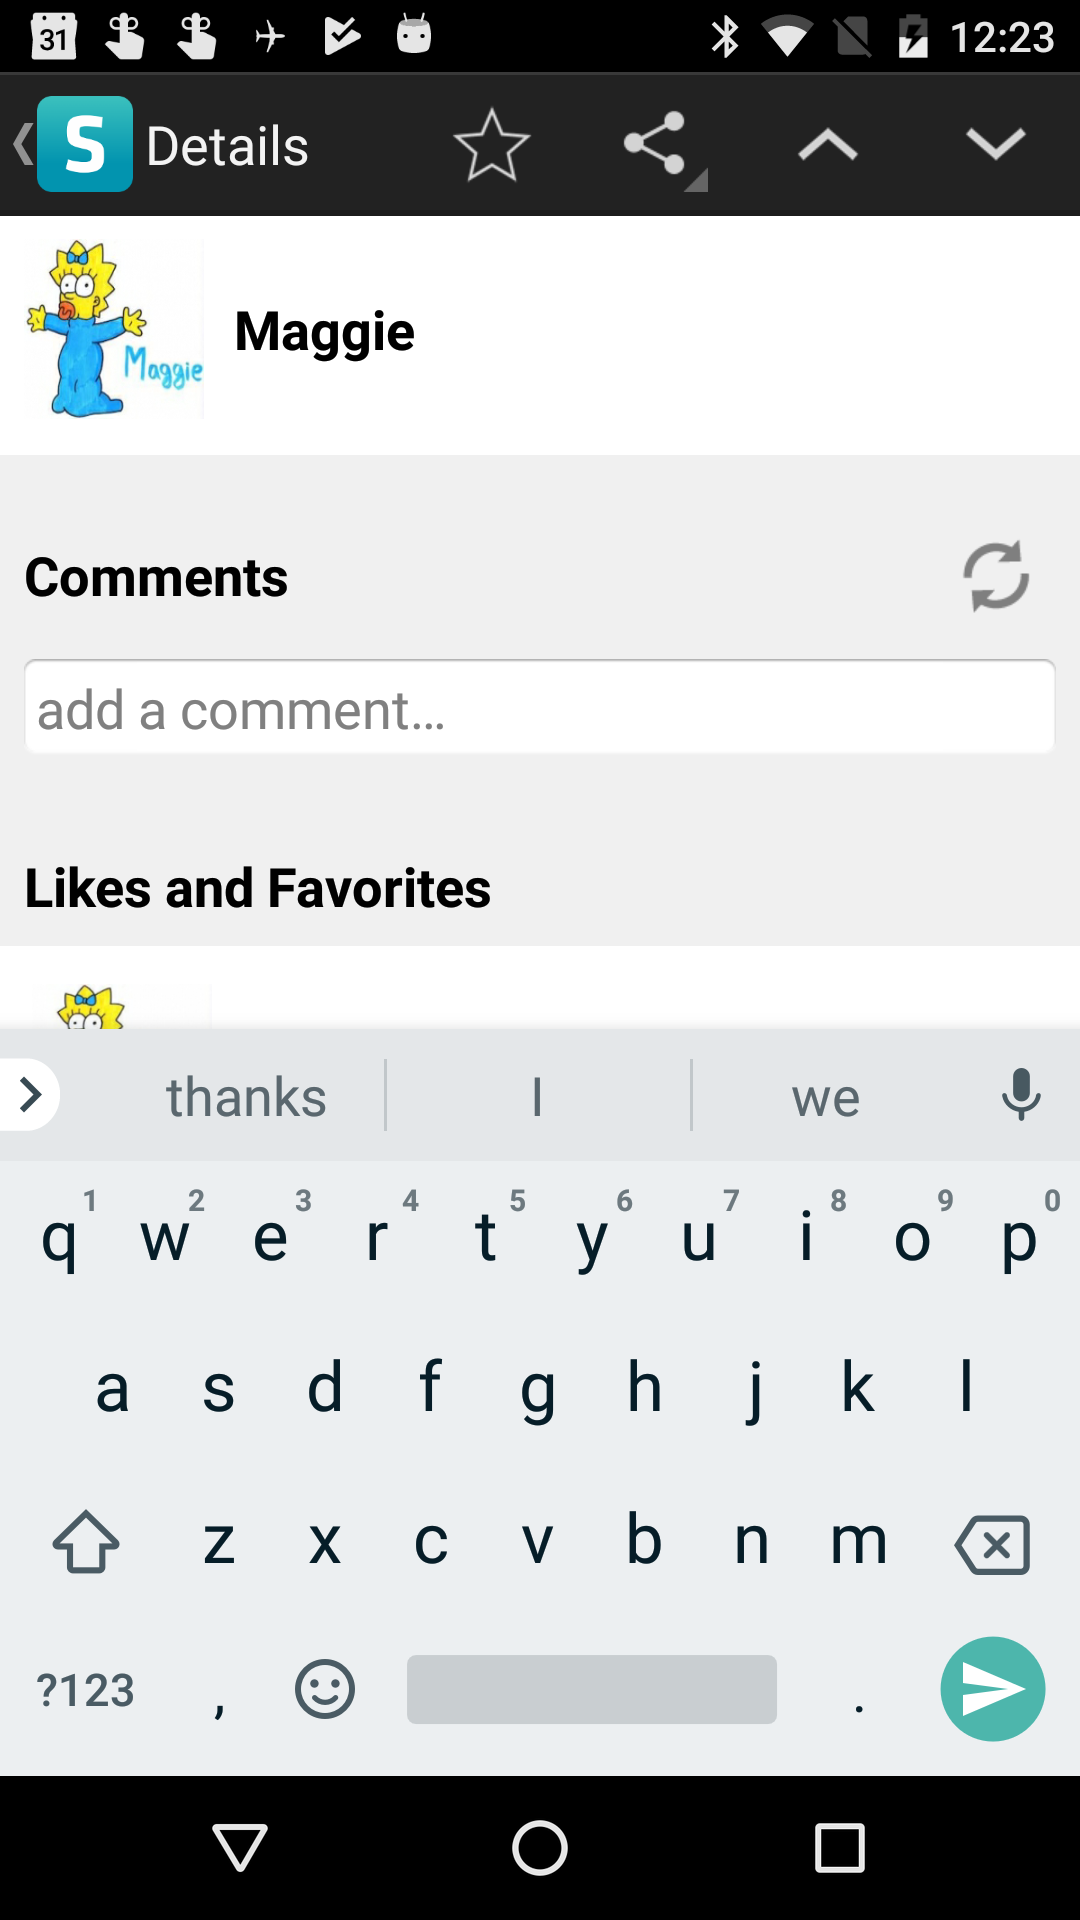 31 12:23
S Details
Maggie
Maggie
Comments
add a comment...
Likes and Favorites
thanks I we
1 2 3 4 5 6 7 8 9 0
q w e r t y u i o p
a s d f g h j k l
z x c v b n m
?123 , .